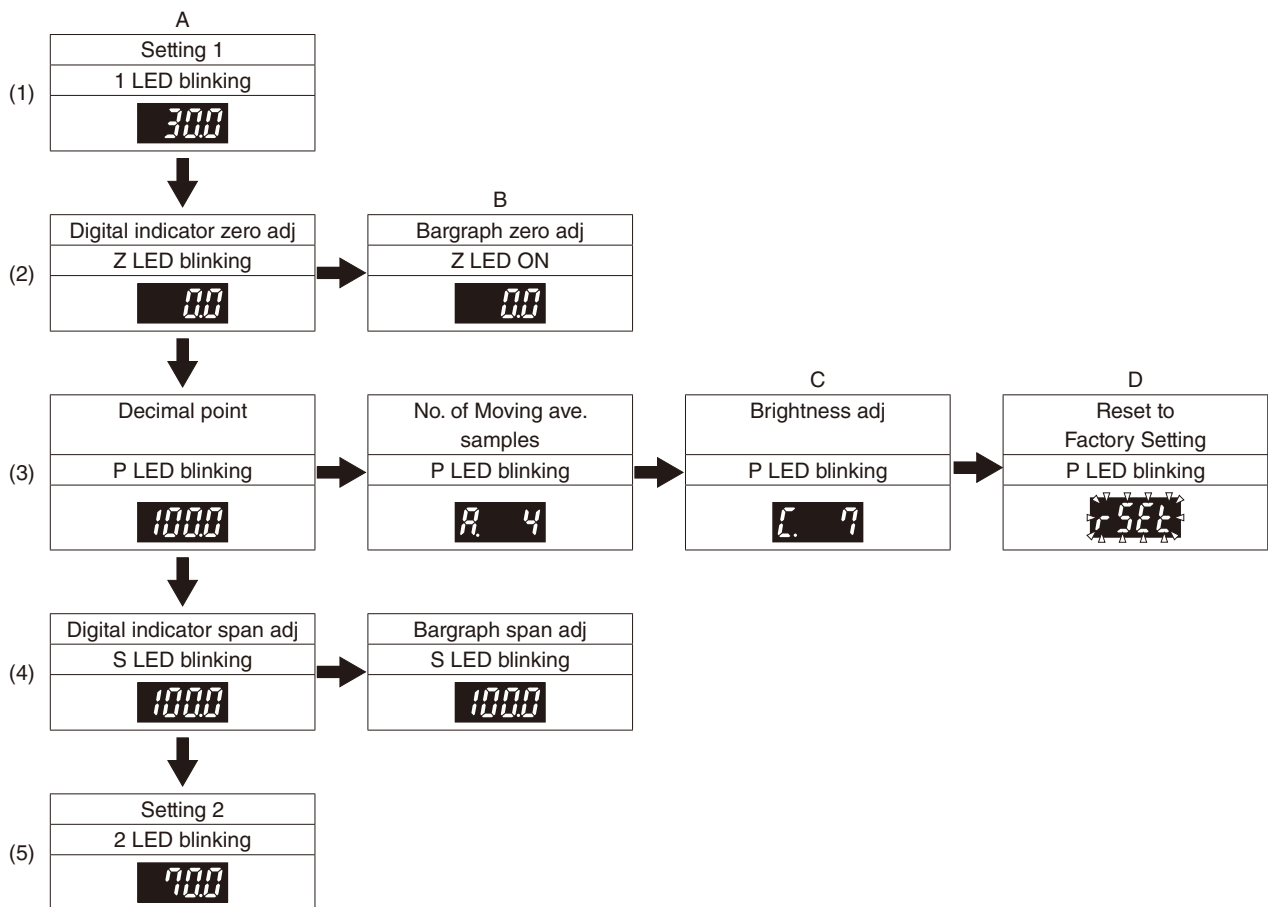 A
Setting 1
1 LED blinking
(1)
30.0
B
Digital indicator zero adj
Z LED blinking
(2)
0.0
Bargraph zero adj
Z LED ON
0.0
C
D
Decimal point
P LED blinking
(3)
100.0
No. of Moving ave.
samples
P LED blinking
A. 4
Brightness adj
P LED blinking
C. 7
Reset to
Factory Setting
P LED blinking
rSEt
Digital indicator span adj
S LED blinking
(4)
100.0
Bargraph span adj
S LED blinking
100.0
Setting 2
2 LED blinking
(5)
70.0